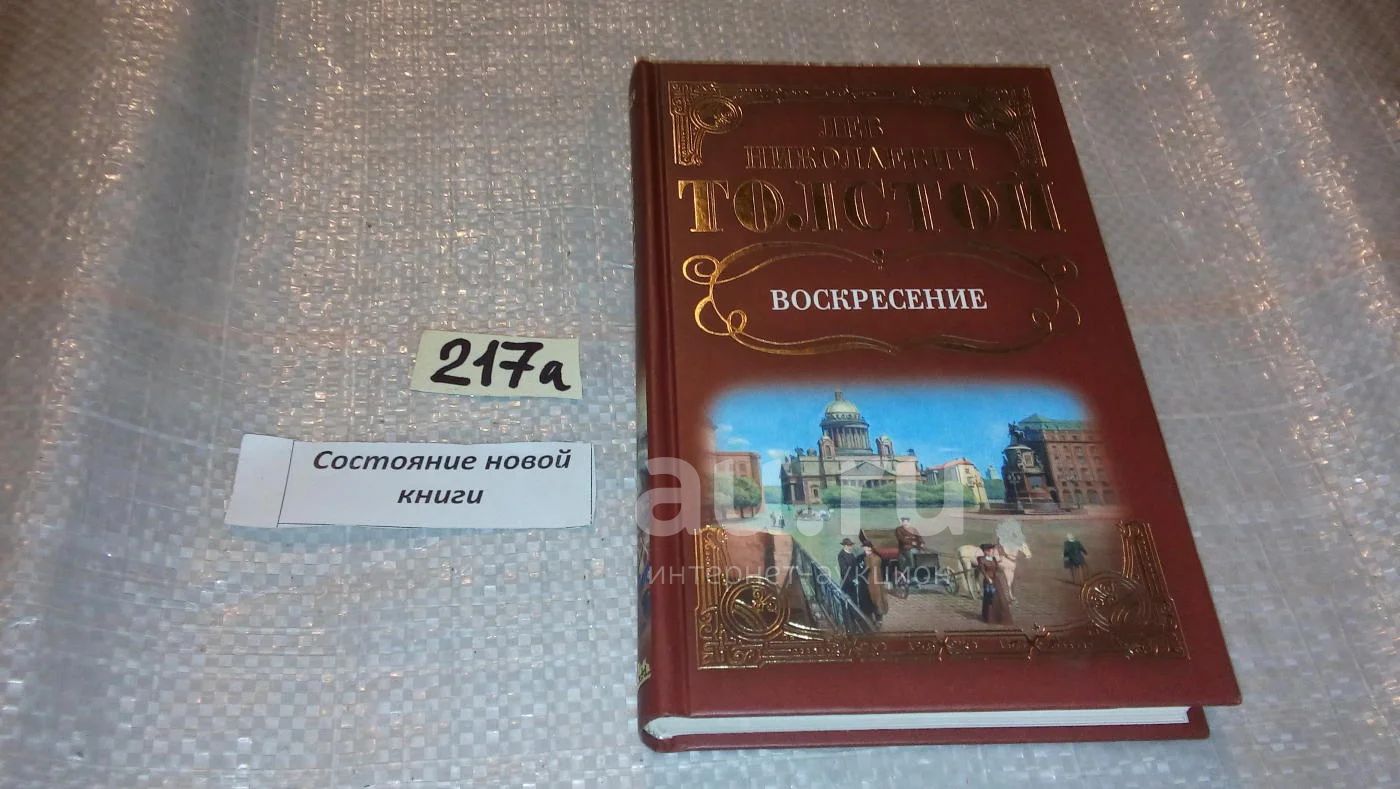 ЛЕВ
НИКОЛАЕВИЧ
ТОЛСТОЙ
ВОСКРЕСЕНИЕ
217а
Состояние новой
книги
au.ru
интернет-аукцион